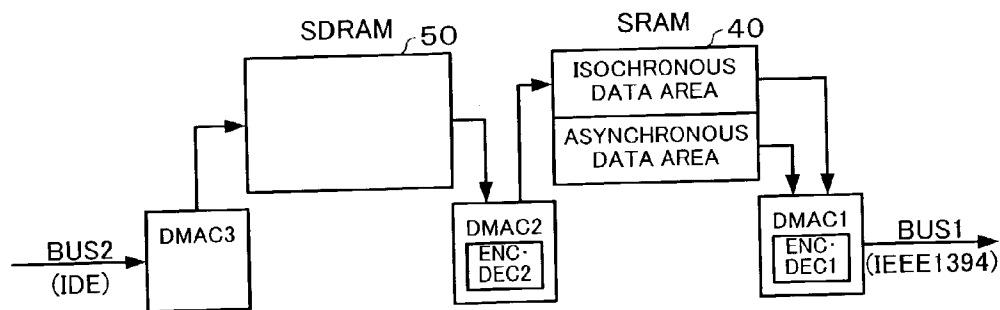 SDRAM
50
SRAM
40
ISOCHRONOUS
DATA AREA
ASYNCHRONOUS
DATA AREA
DMAC3
DMAC2
ENC·
DEC2
DMAC1
ENC·
DEC1
BUS2
(IDE)
BUS1
(IEEE1394)